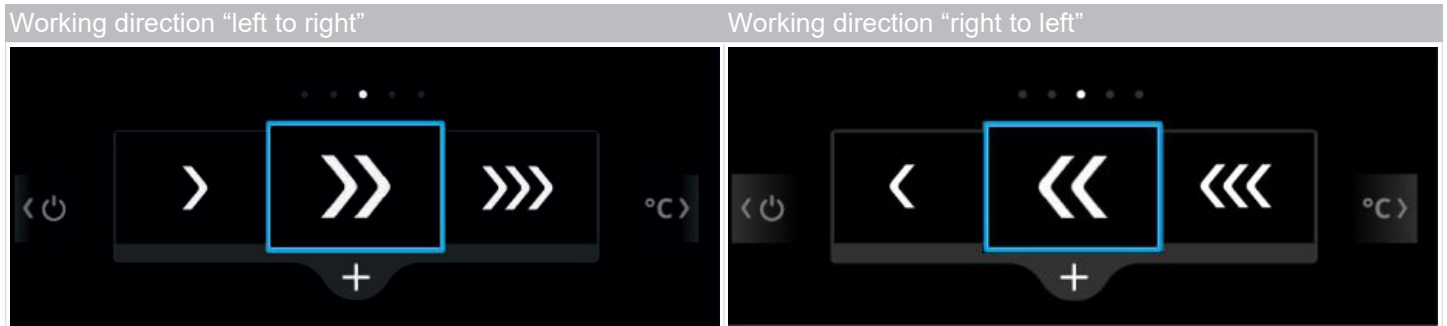 Working direction “left to right”
Working direction “right to left”
°C
+
°C
+